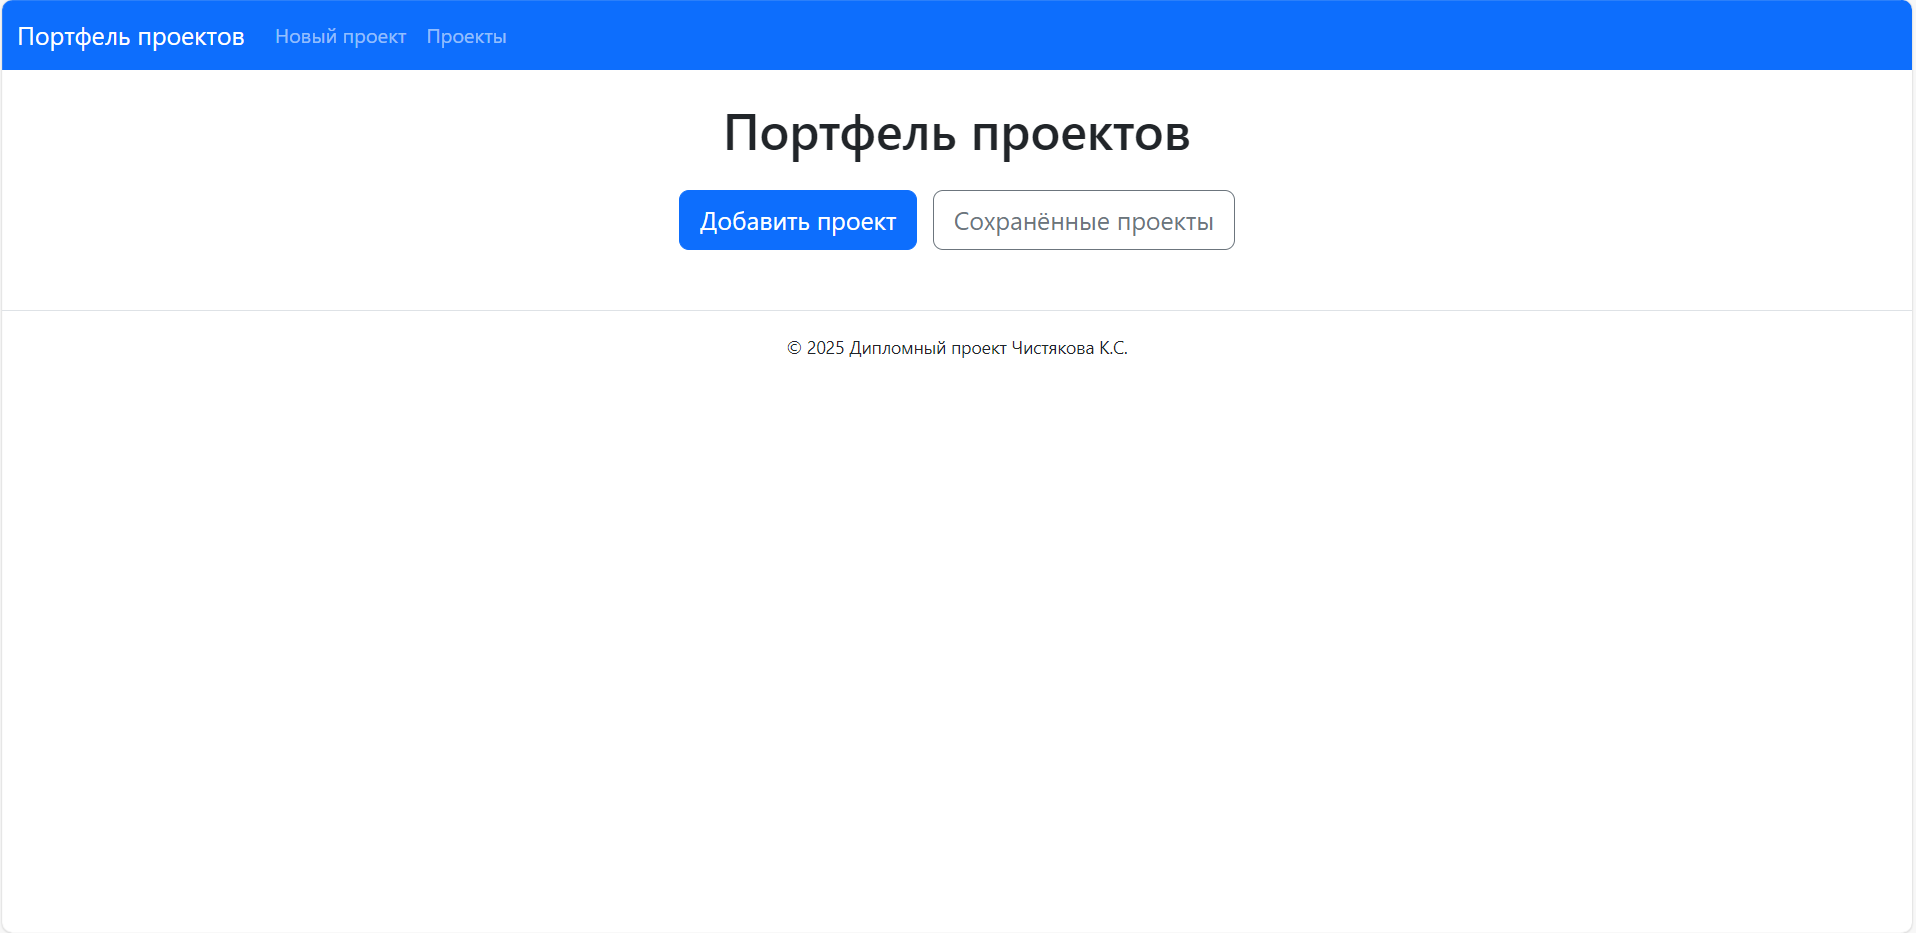 Портфель проектов Новый проект Проекты
Портфель проектов
Добавить проект Сохранённые проекты
© 2025 Дипломный проект Чистякова К.С.